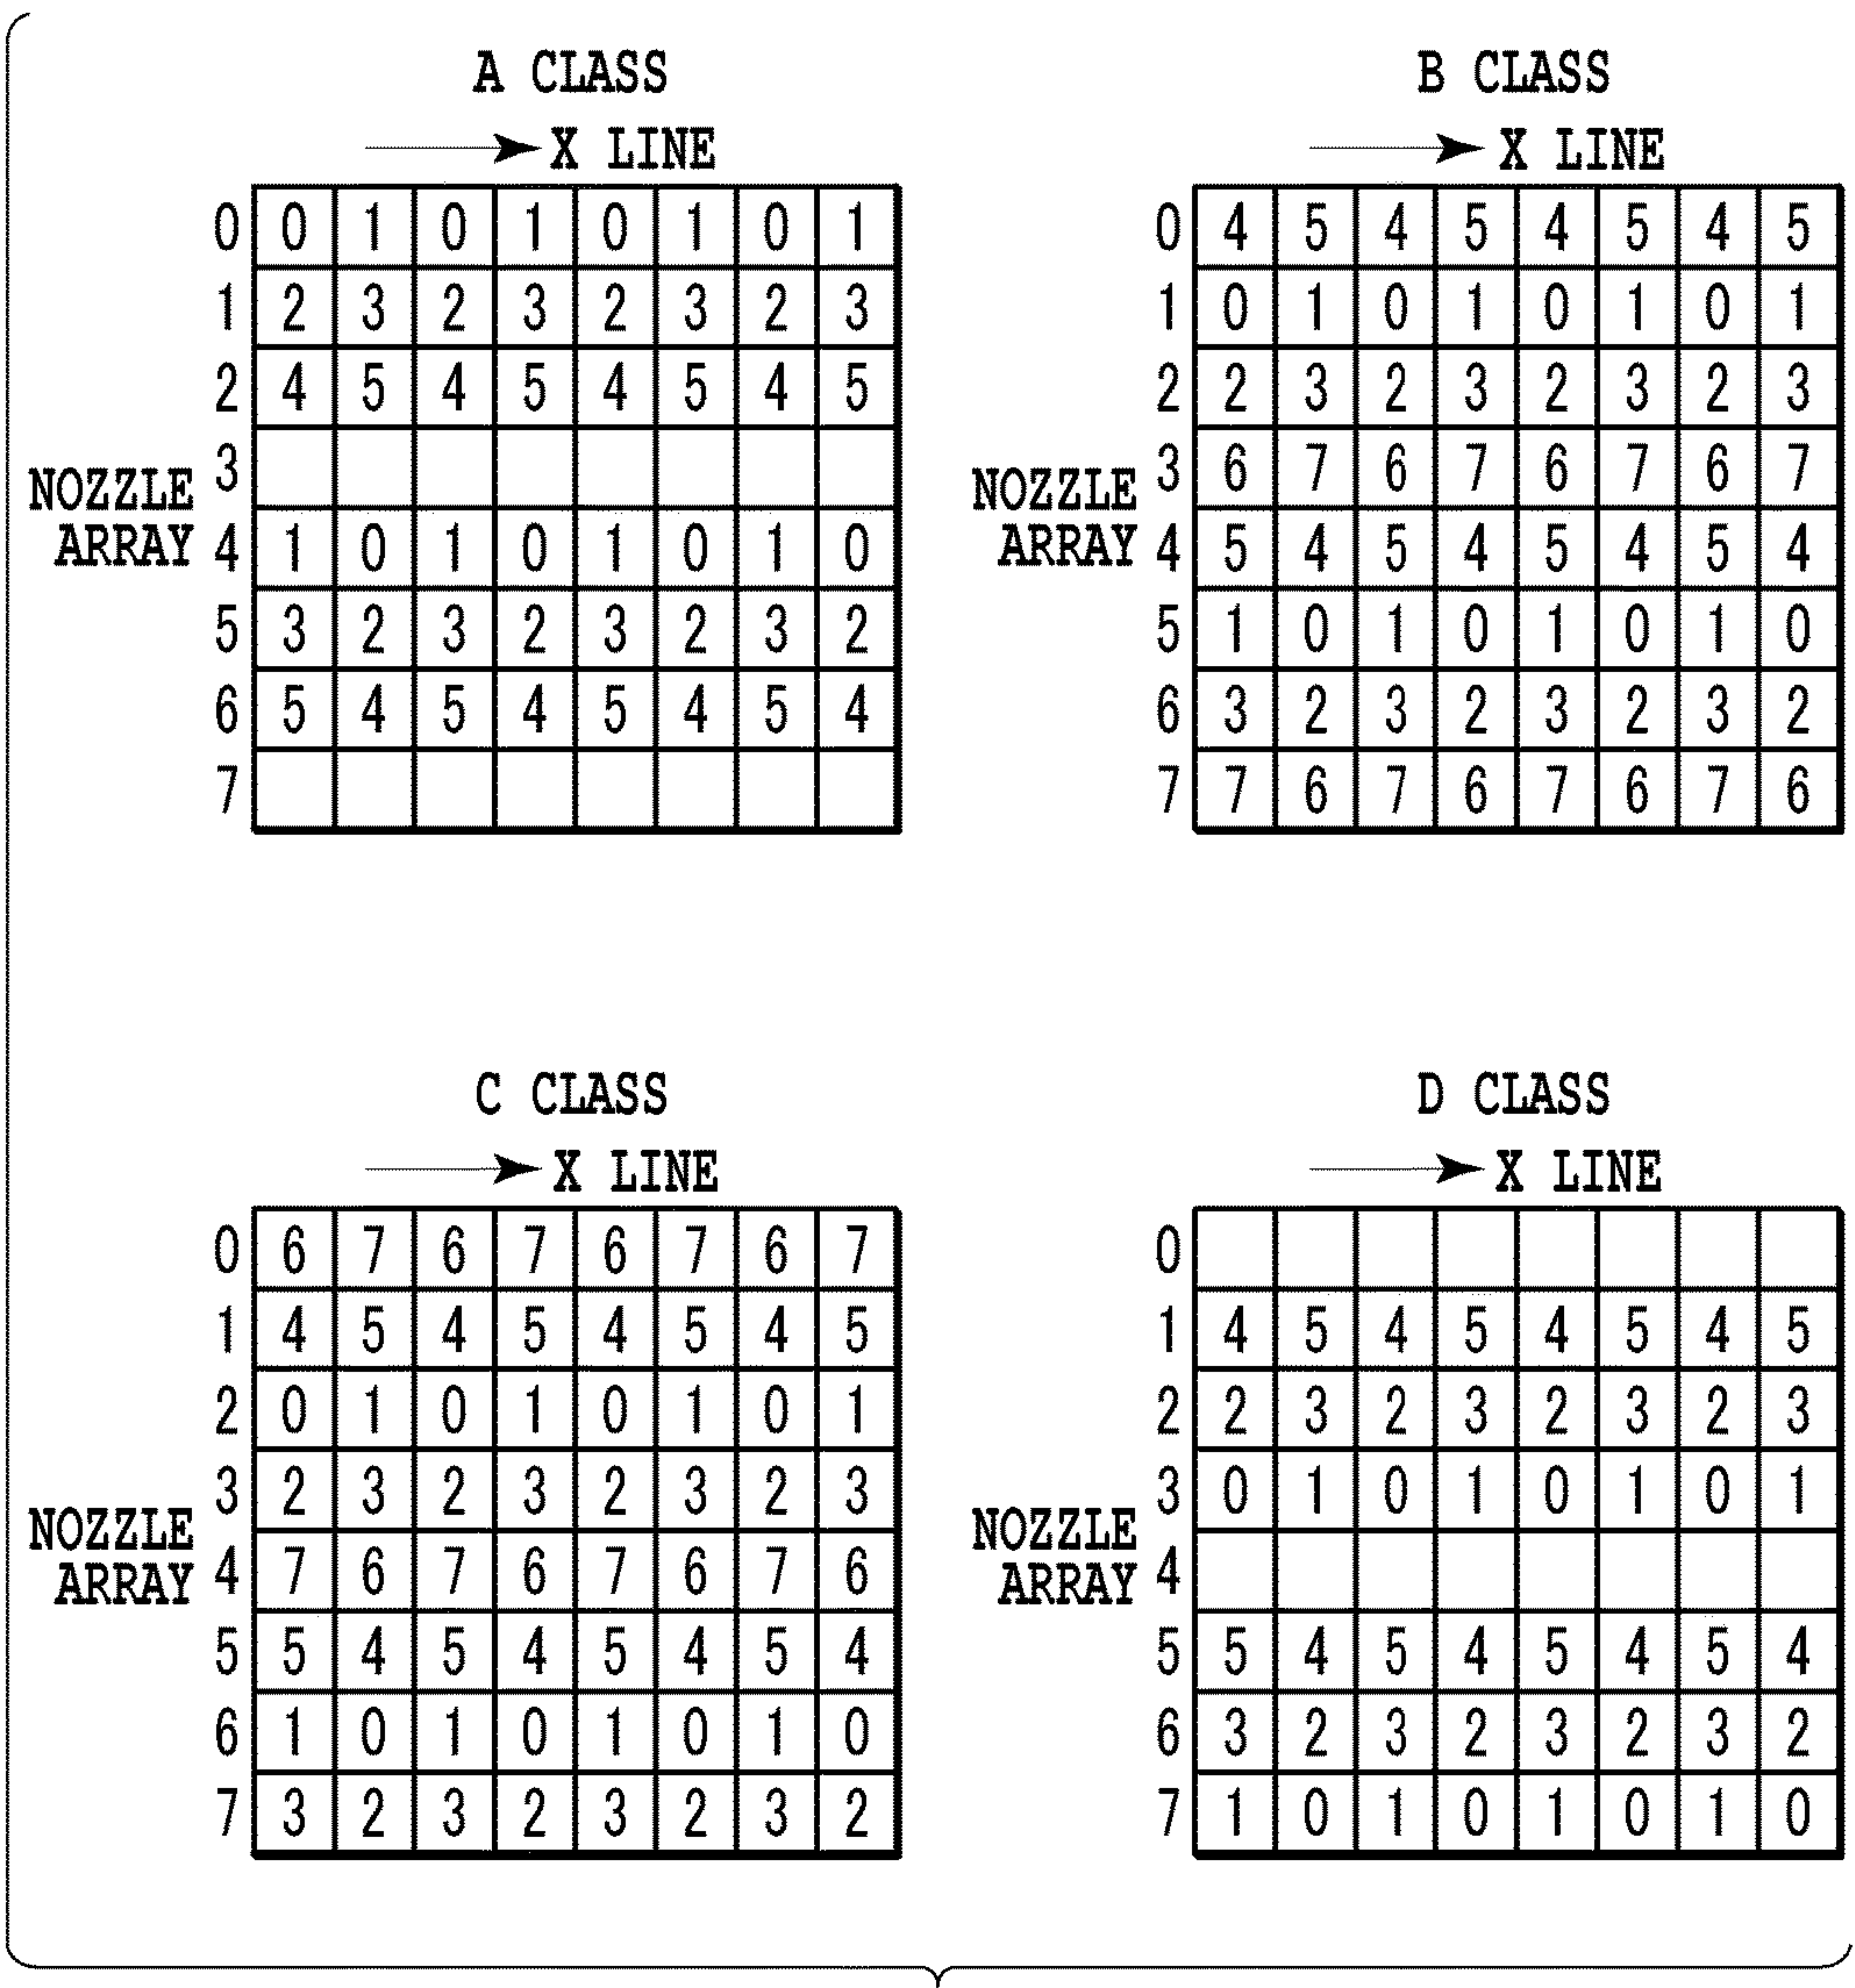 A CLASS
X LINE
NOZZLE ARRAY
0 0 1 0 1 0 1 0 1
1 2 3 2 3 2 3 2 3
2 4 5 4 5 4 5 4 5
3
4 1 0 1 0 1 0 1 0
5 3 2 3 2 3 2 3 2
6 5 4 5 4 5 4 5 4
7
B CLASS
X LINE
NOZZLE ARRAY
0 4 5 4 5 4 5 4 5
1 0 1 0 1 0 1 0 1
2 2 3 2 3 2 3 2 3
3 6 7 6 7 6 7 6 7
4 5 4 5 4 5 4 5 4
5 1 0 1 0 1 0 1 0
6 3 2 3 2 3 2 3 2
7 7 6 7 6 7 6 7 6
C CLASS
X LINE
NOZZLE ARRAY
0 6 7 6 7 6 7 6 7
1 4 5 4 5 4 5 4 5
2 0 1 0 1 0 1 0 1
3 2 3 2 3 2 3 2 3
4 7 6 7 6 7 6 7 6
5 5 4 5 4 5 4 5 4
6 1 0 1 0 1 0 1 0
7 3 2 3 2 3 2 3 2
D CLASS
X LINE
NOZZLE ARRAY
0
1 4 5 4 5 4 5 4 5
2 2 3 2 3 2 3 2 3
3 0 1 0 1 0 1 0 1
4
5 5 4 5 4 5 4 5 4
6 3 2 3 2 3 2 3 2
7 1 0 1 0 1 0 1 0